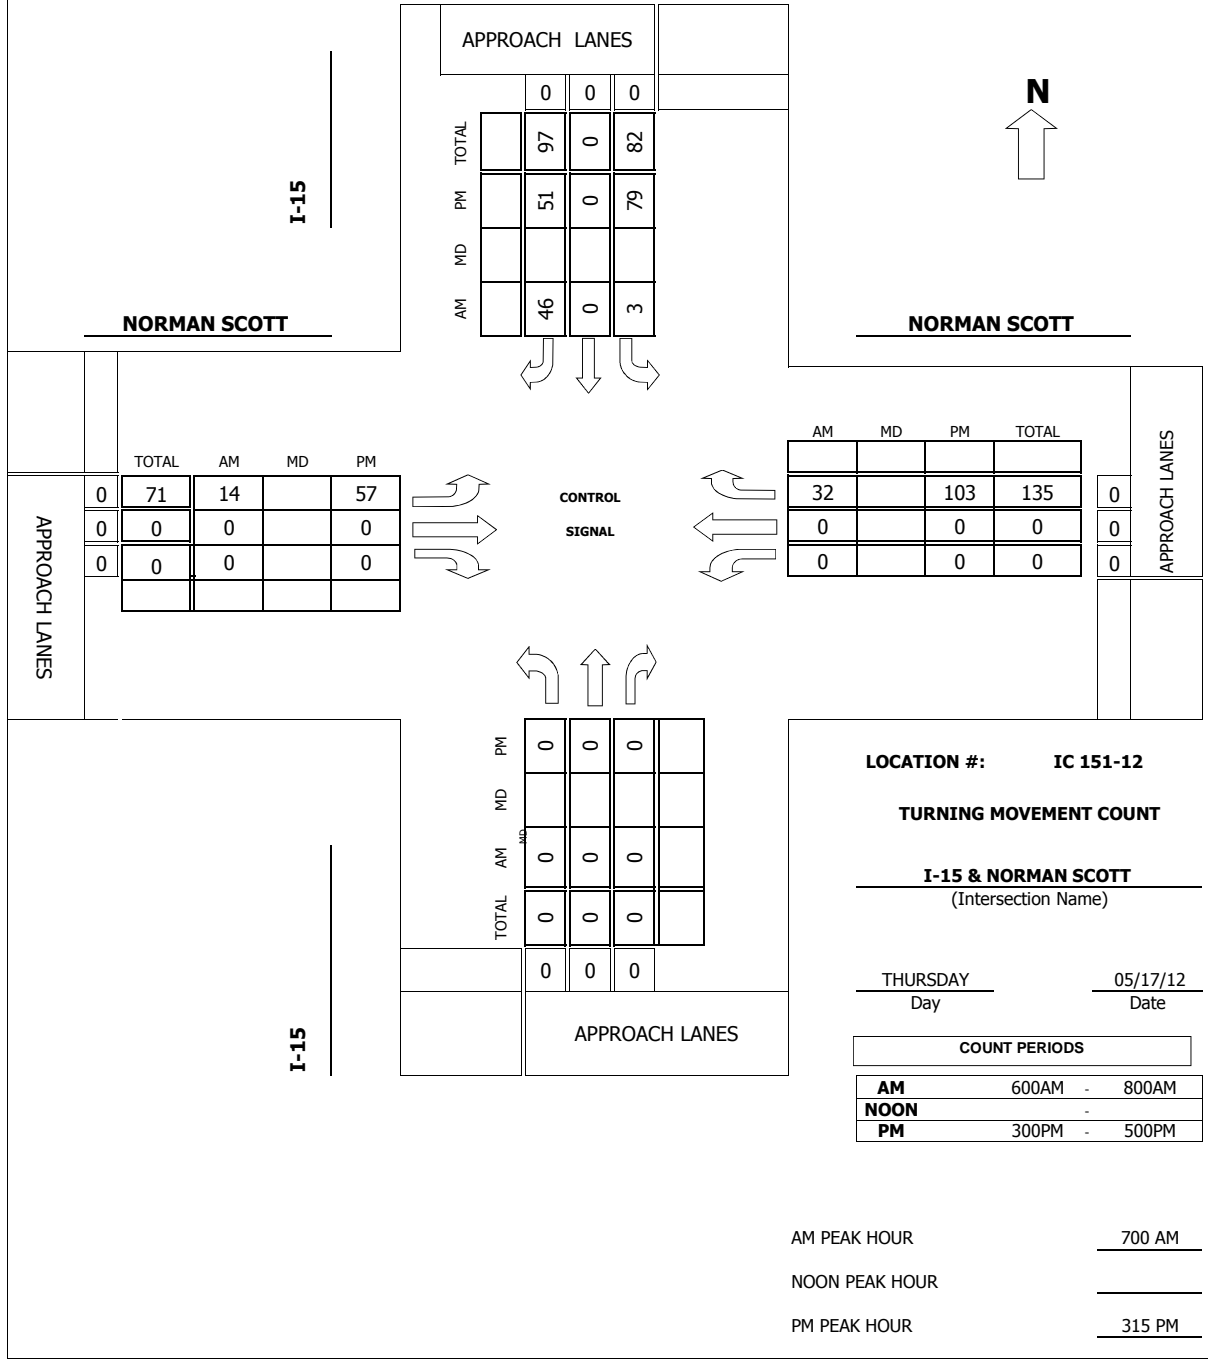 APPROACH LANES
0 0 0
N
TOTAL 97 0 82
PM 51 0 79
MD
AM 46 0 3
I-15
NORMAN SCOTT
NORMAN SCOTT
TOTAL AM MD PM
0 71 14 57
0 0 0 0
0 0 0 0
APPROACH LANES
CONTROL
SIGNAL
AM MD PM TOTAL
32 103 135 0
0 0 0 0
0 0 0 0
APPROACH LANES
PM 0 0 0
MD
MD
AM 0 0 0
TOTAL 0 0 0
0 0 0
APPROACH LANES
I-15
LOCATION #: IC 151-12
TURNING MOVEMENT COUNT
I-15 & NORMAN SCOTT
(Intersection Name)
THURSDAY 05/17/12
Day Date
COUNT PERIODS
AM 600AM - 800AM
NOON -
PM 300PM - 500PM
AM PEAK HOUR 700 AM
NOON PEAK HOUR
PM PEAK HOUR 315 PM